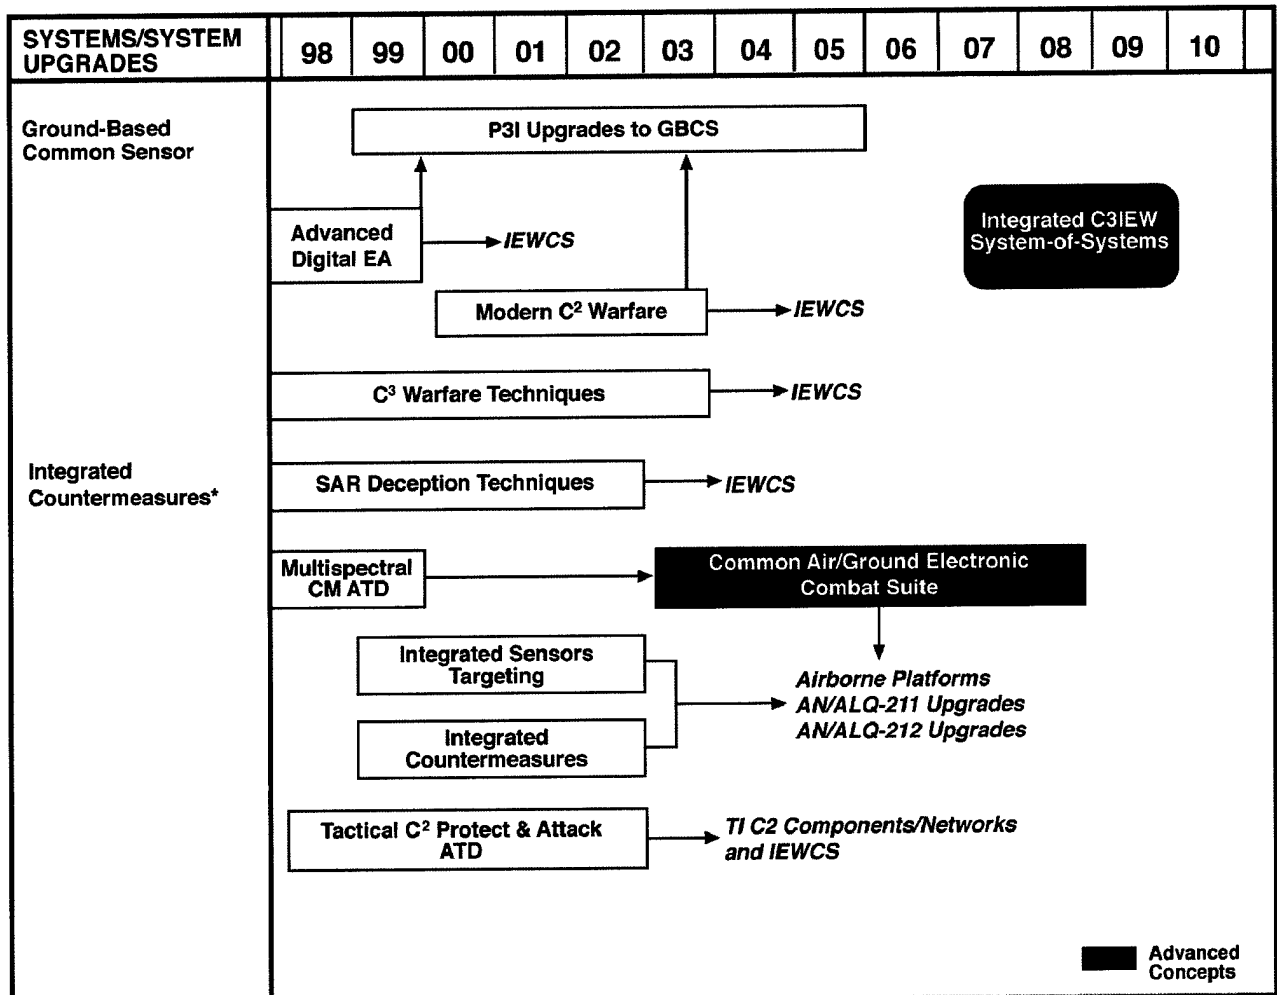 SYSTEMS/SYSTEM
UPGRADES
98 99 00 01 02 03 04 05 06 07 08 09 10
Ground-Based
Common Sensor
P3I Upgrades to GBCS
Integrated C3IEW
System-of-Systems
Advanced
Digital EA
IEWCS
Modern C² Warfare
IEWCS
C³ Warfare Techniques
IEWCS
Integrated
Countermeasures*
SAR Deception Techniques
IEWCS
Multispectral
CM ATD
Common Air/Ground Electronic
Combat Suite
Integrated Sensors
Targeting
Airborne Platforms
AN/ALQ-211 Upgrades
AN/ALQ-212 Upgrades
Integrated
Countermeasures
Tactical C² Protect & Attack
ATD
TI C2 Components/Networks
and IEWCS
Advanced
Concepts